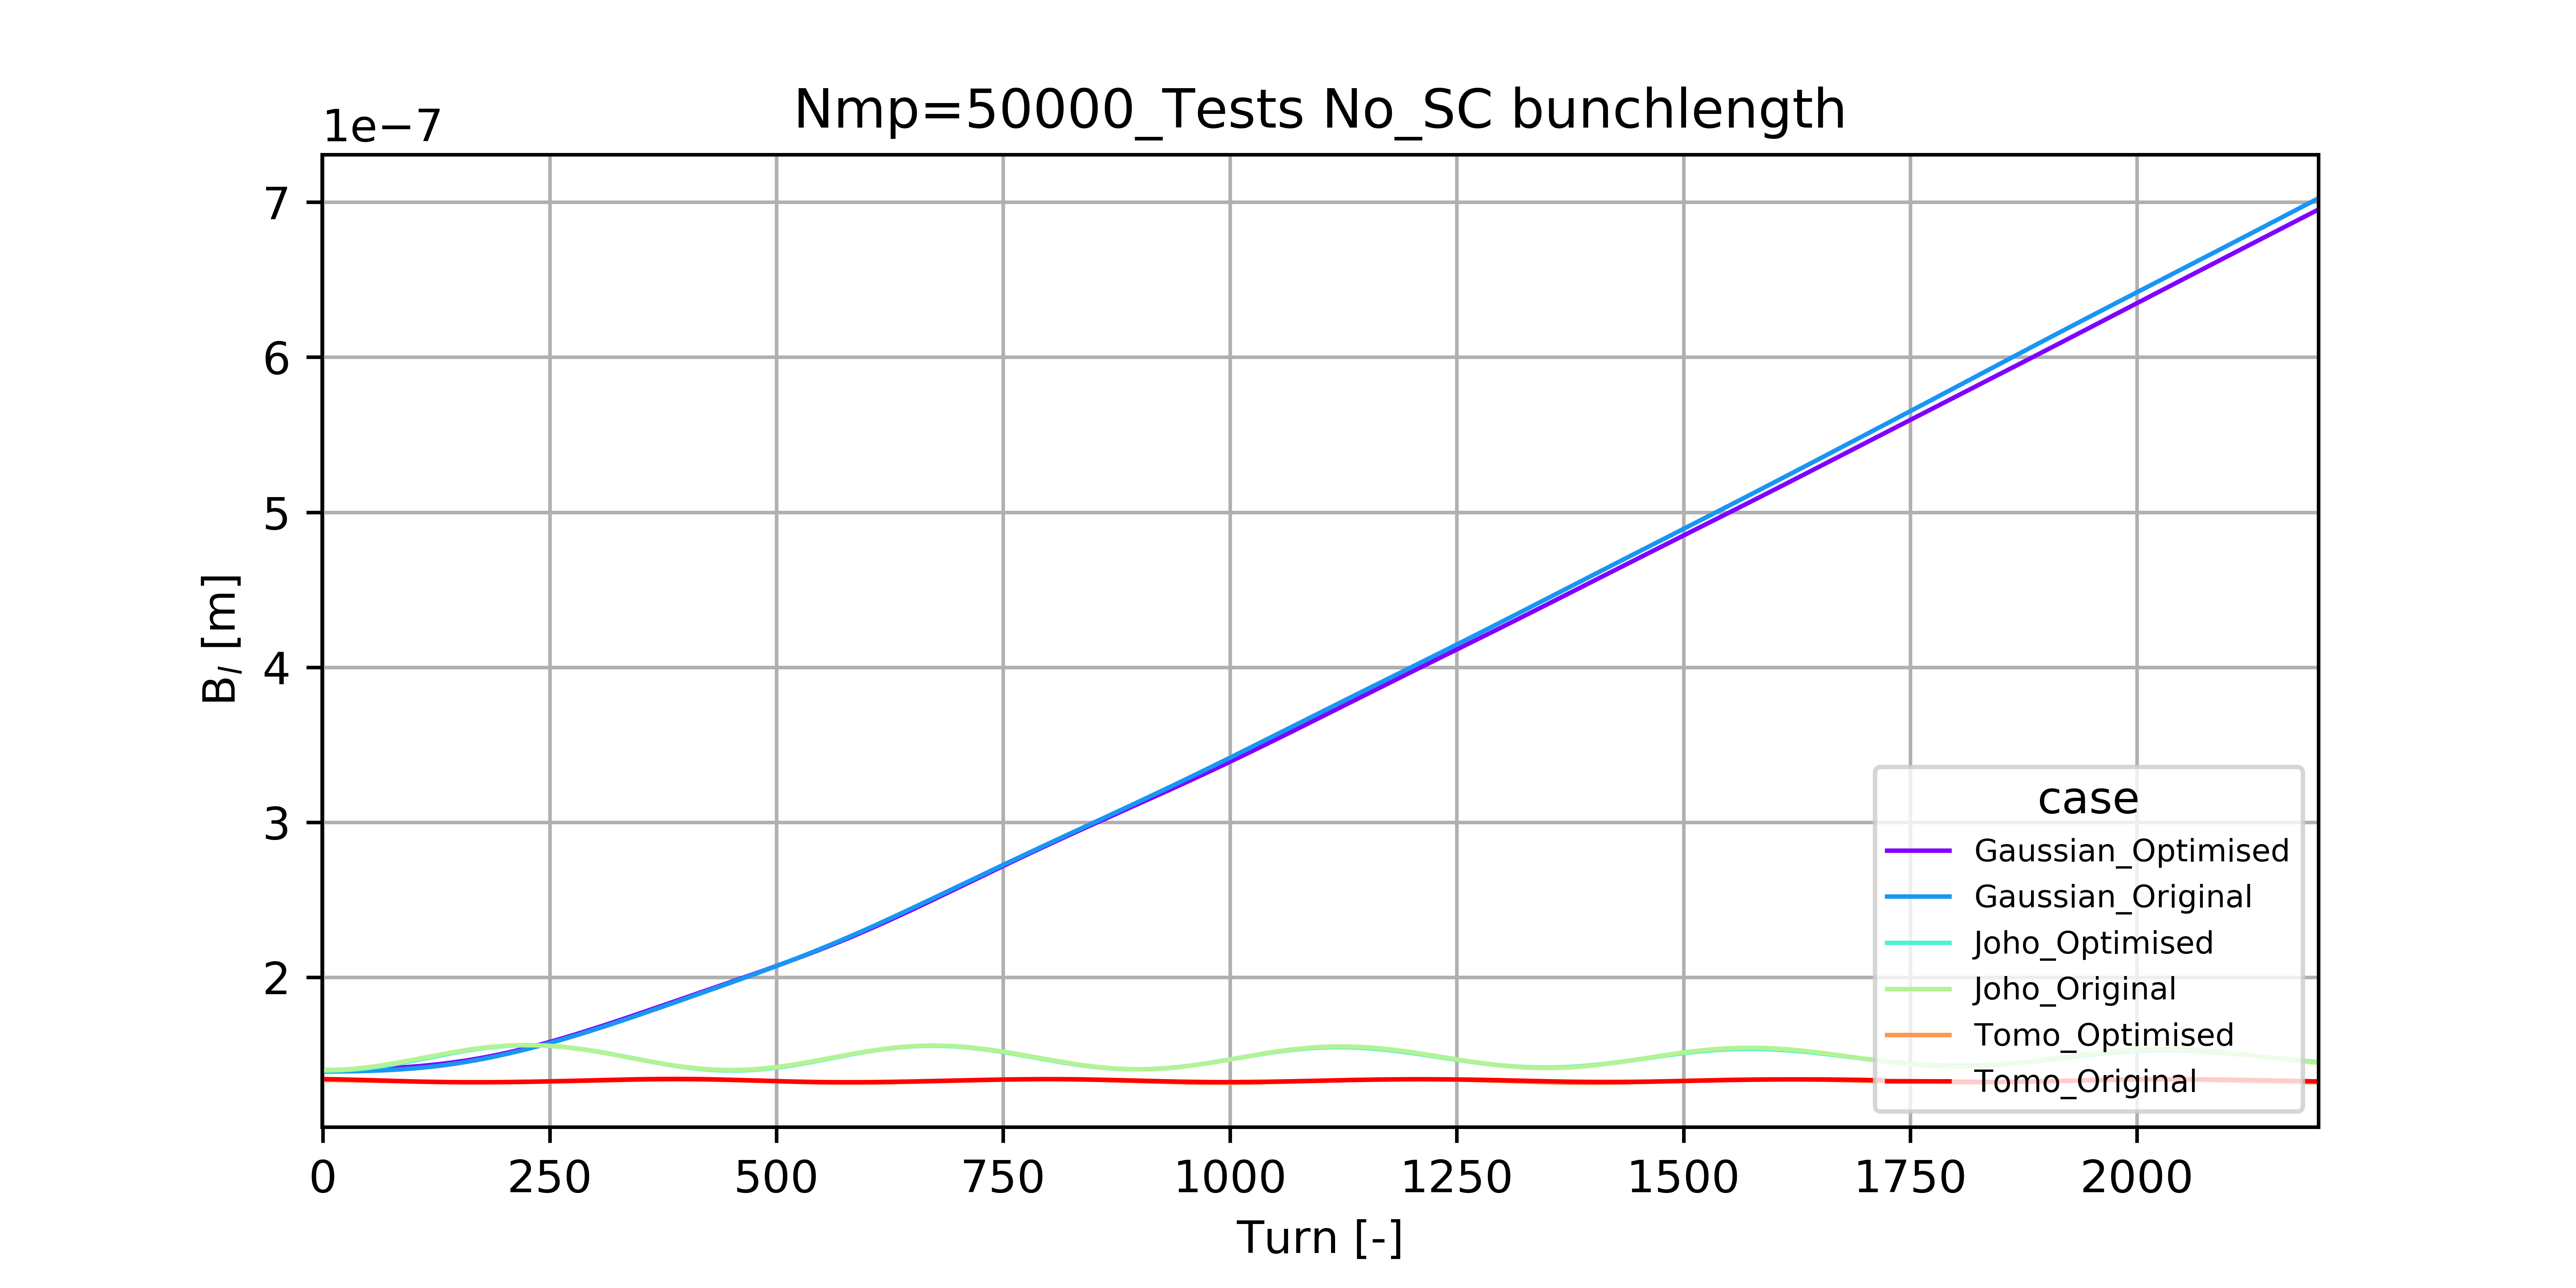 Nmp=50000_Tests No_SC bunchlength
1e−7
7
6
5
4
3
2
B_l [m]
case
Gaussian_Optimised
Gaussian_Original
Joho_Optimised
Joho_Original
Tomo_Optimised
Tomo_Original
0 250 500 750 1000 1250 1500 1750 2000
Turn [-]